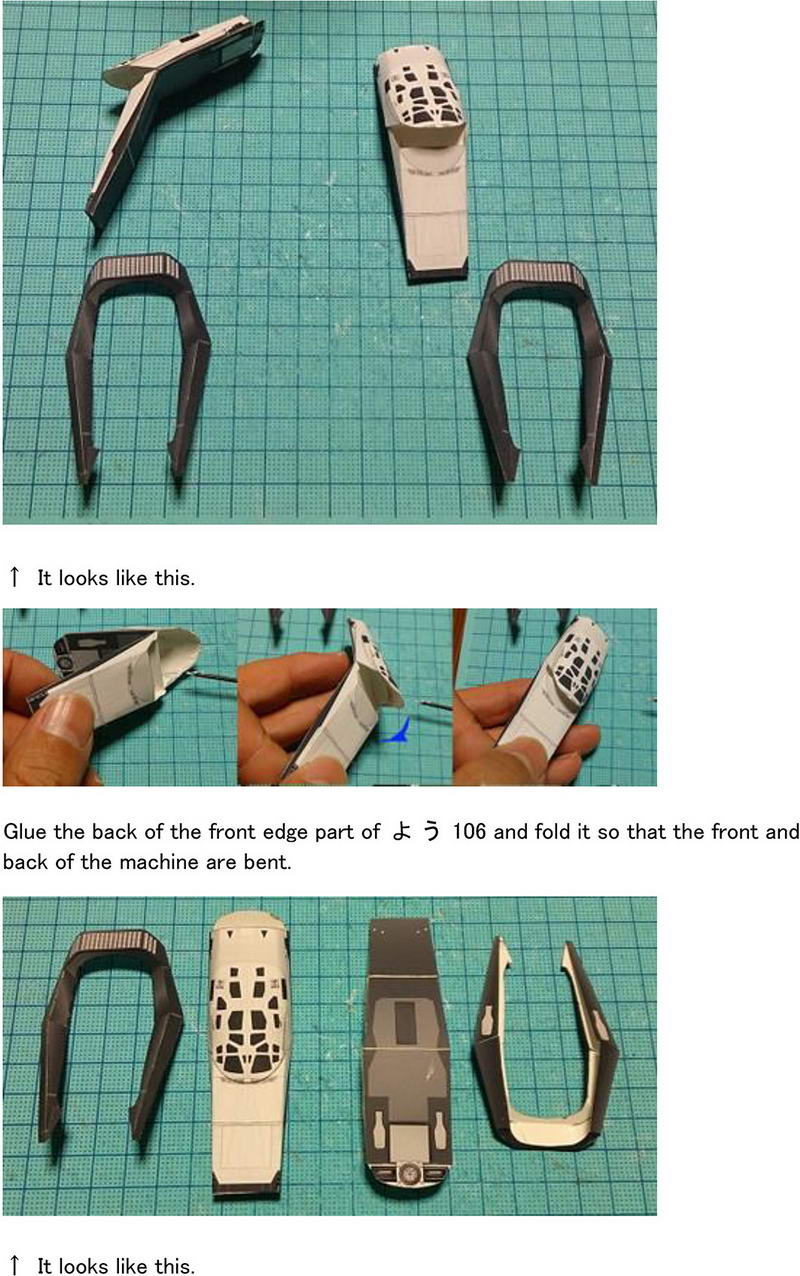 ↑ It looks like this.
Glue the back of the front edge part of よ う 106 and fold it so that the front and
back of the machine are bent.
↑ It looks like this.